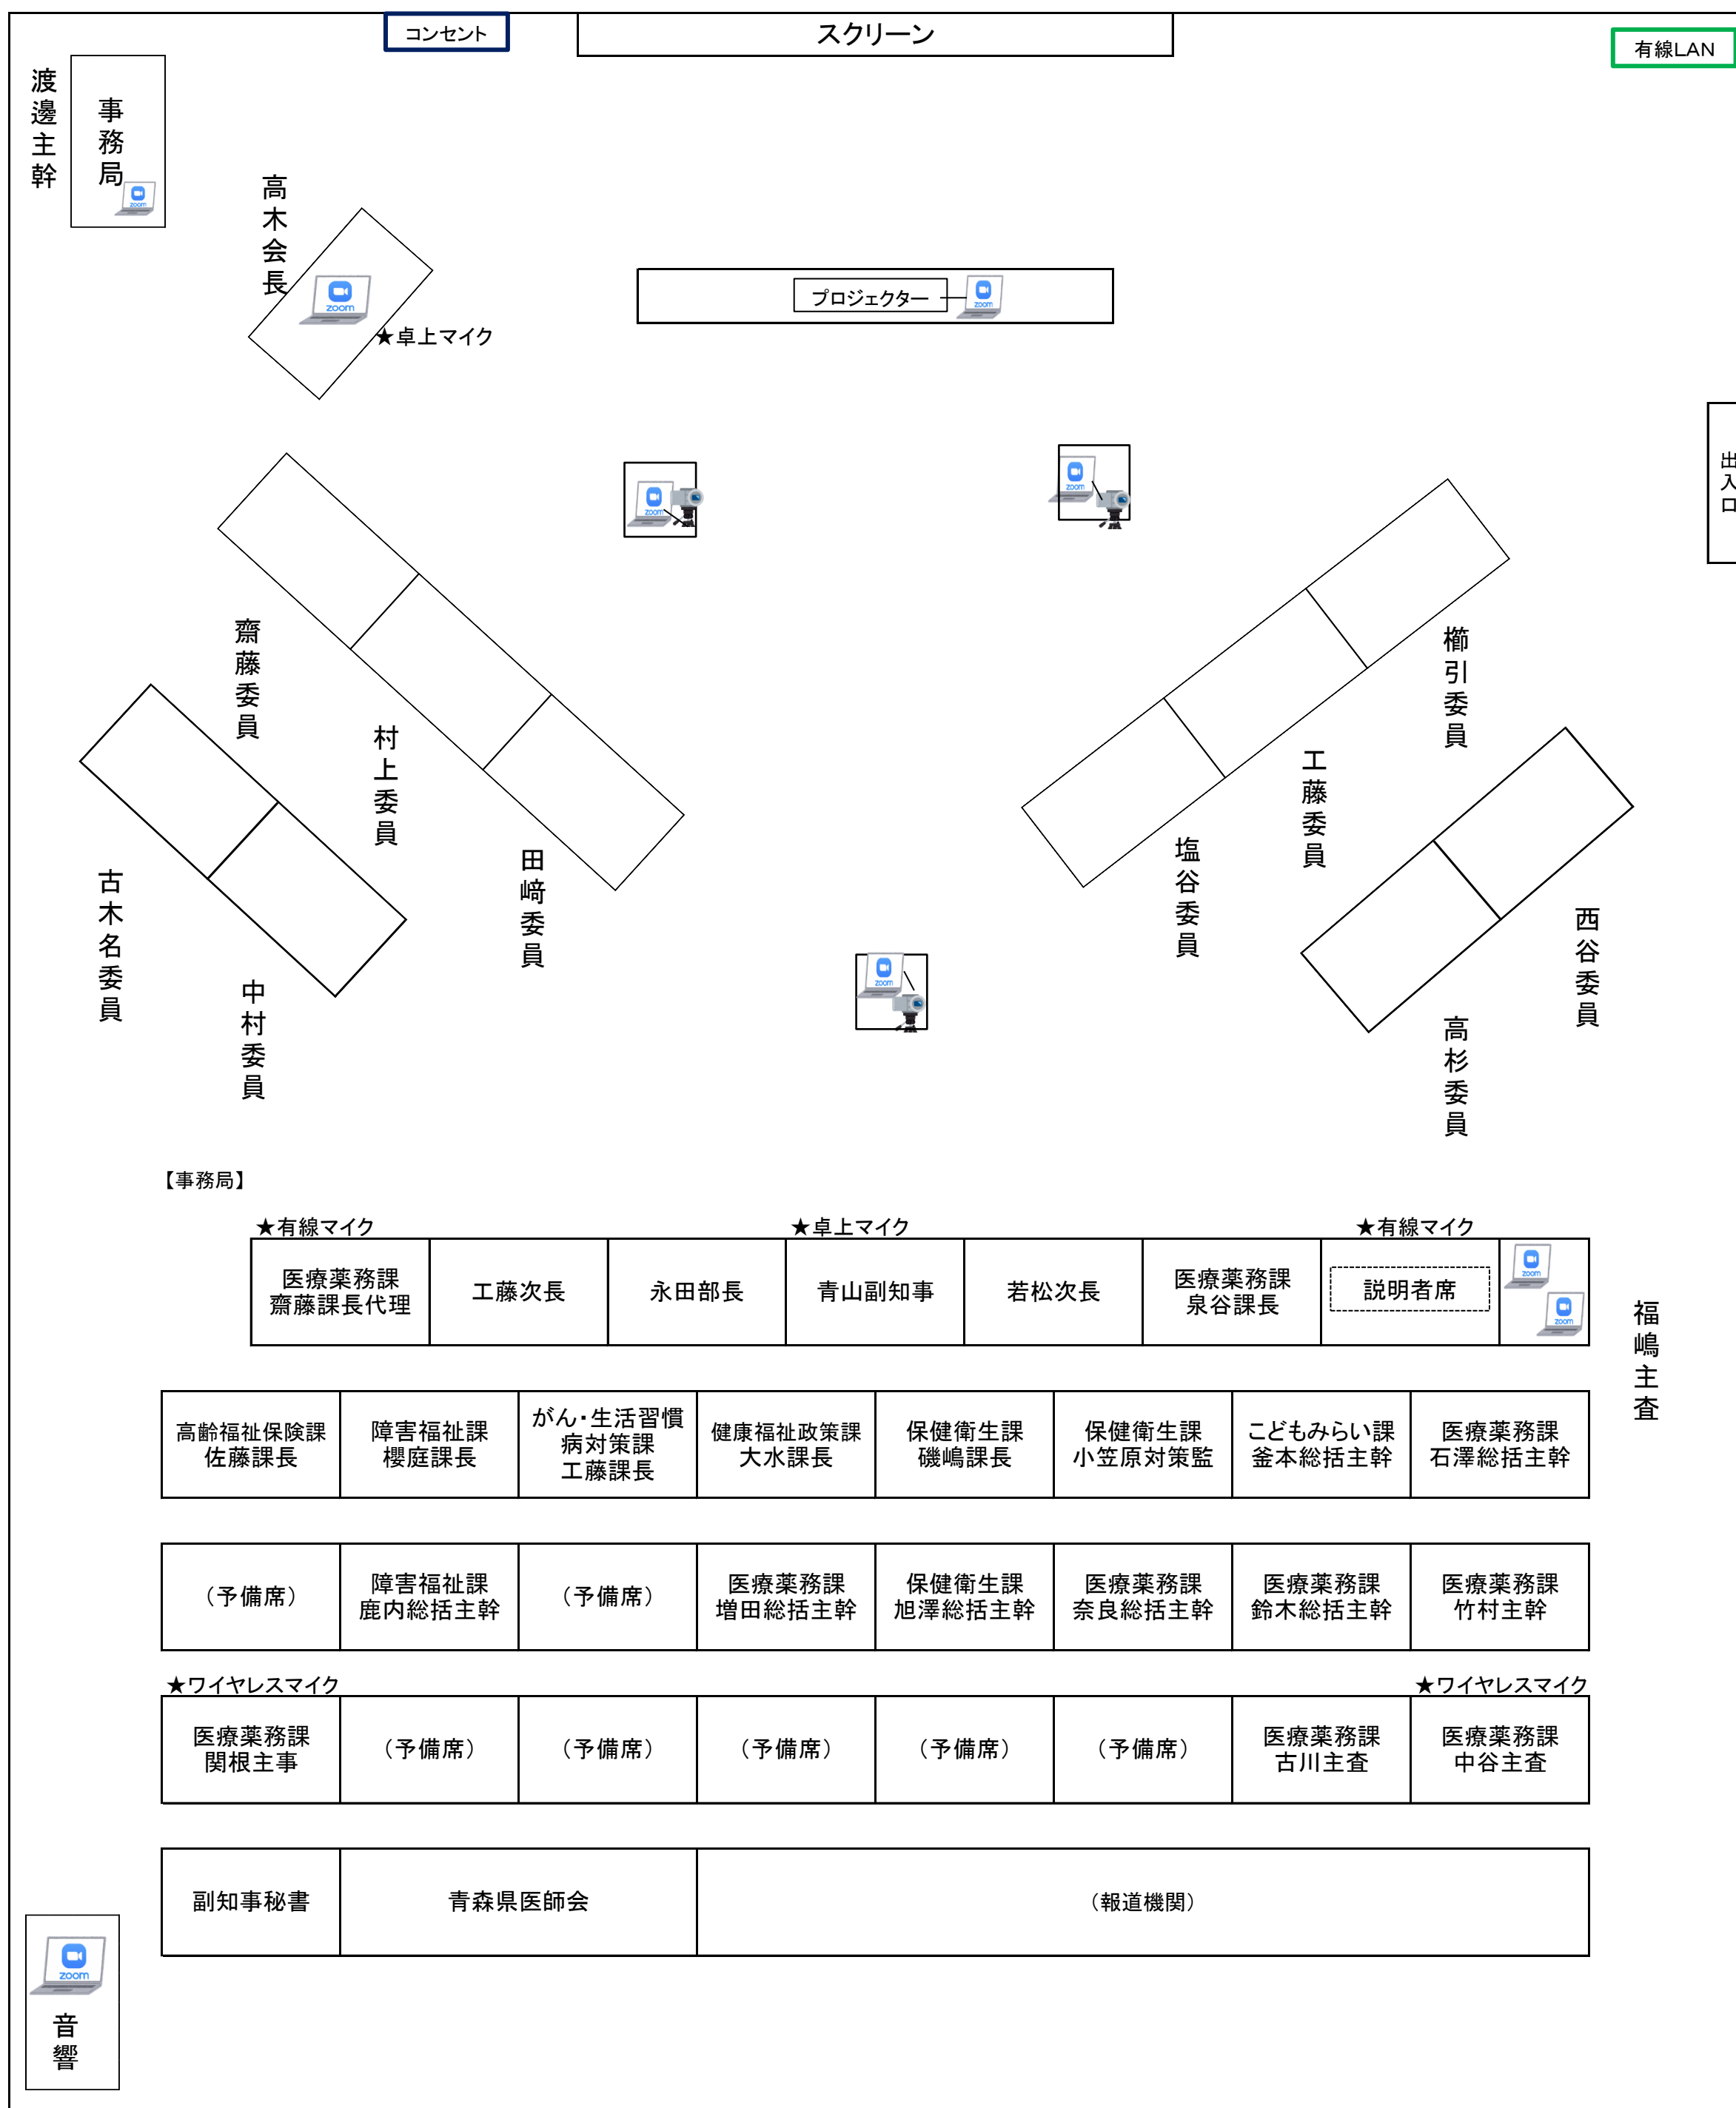 コンセント
スクリーン
有線LAN
渡邊主幹
事務局
高木会長
zoom
★卓上マイク
プロジェクター
zoom
zoom
zoom
出入口
齋藤委員
村上委員
田﨑委員
古木名委員
中村委員
櫛引委員
工藤委員
塩谷委員
西谷委員
高杉委員
zoom
【事務局】
★有線マイク
★卓上マイク
★有線マイク
医療薬務課
齋藤課長代理
工藤次長
永田部長
青山副知事
若松次長
医療薬務課
泉谷課長
説明者席
zoom
zoom
福嶋主査
高齢福祉保険課
佐藤課長
障害福祉課
櫻庭課長
がん・生活習慣
病対策課
工藤課長
健康福祉政策課
大水課長
保健衛生課
磯嶋課長
保健衛生課
小笠原対策監
こどもみらい課
釜本総括主幹
医療薬務課
石澤総括主幹
（予備席）
障害福祉課
鹿内総括主幹
（予備席）
医療薬務課
増田総括主幹
保健衛生課
旭澤総括主幹
医療薬務課
奈良総括主幹
医療薬務課
鈴木総括主幹
医療薬務課
竹村主幹
★ワイヤレスマイク
★ワイヤレスマイク
医療薬務課
関根主事
（予備席）
（予備席）
（予備席）
（予備席）
（予備席）
医療薬務課
古川主査
医療薬務課
中谷主査
副知事秘書
青森県医師会
（報道機関）
zoom
音響